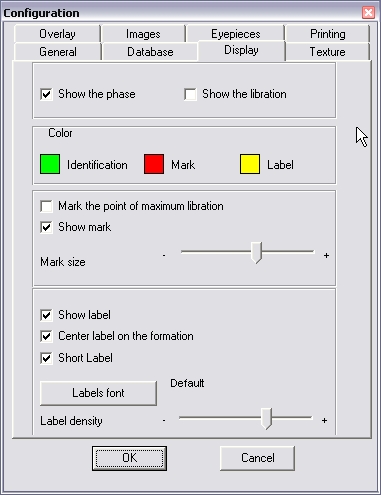 Configuration
Overlay Images Eyepieces Printing
General Database Display Texture
Show the phase Show the libration
Color
Identification Mark Label
Mark the point of maximum libration
Show mark
Mark size - +
Show label
Center label on the formation
Short Label
Labels font Default
Label density - +
OK Cancel